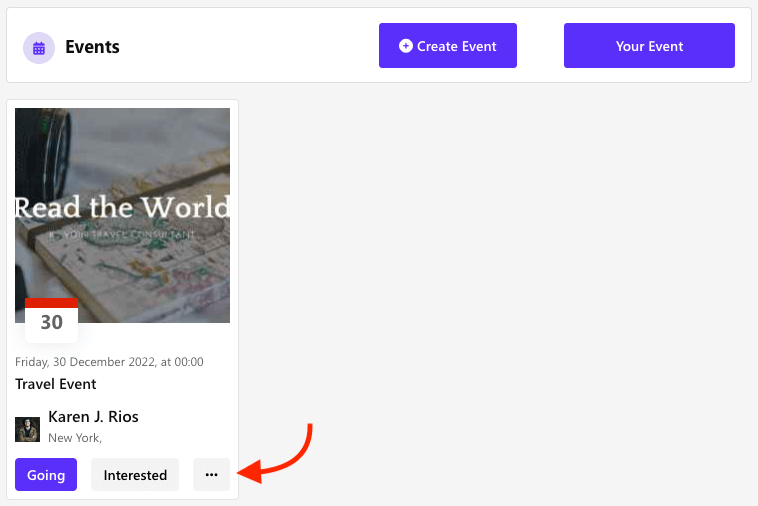 Events
Create Event
Your Event
Read the World
YOUR TRAVEL CONSULTANT
30
Friday, 30 December 2022, at 00:00
Travel Event
Karen J. Rios
New York,
Going
Interested
...